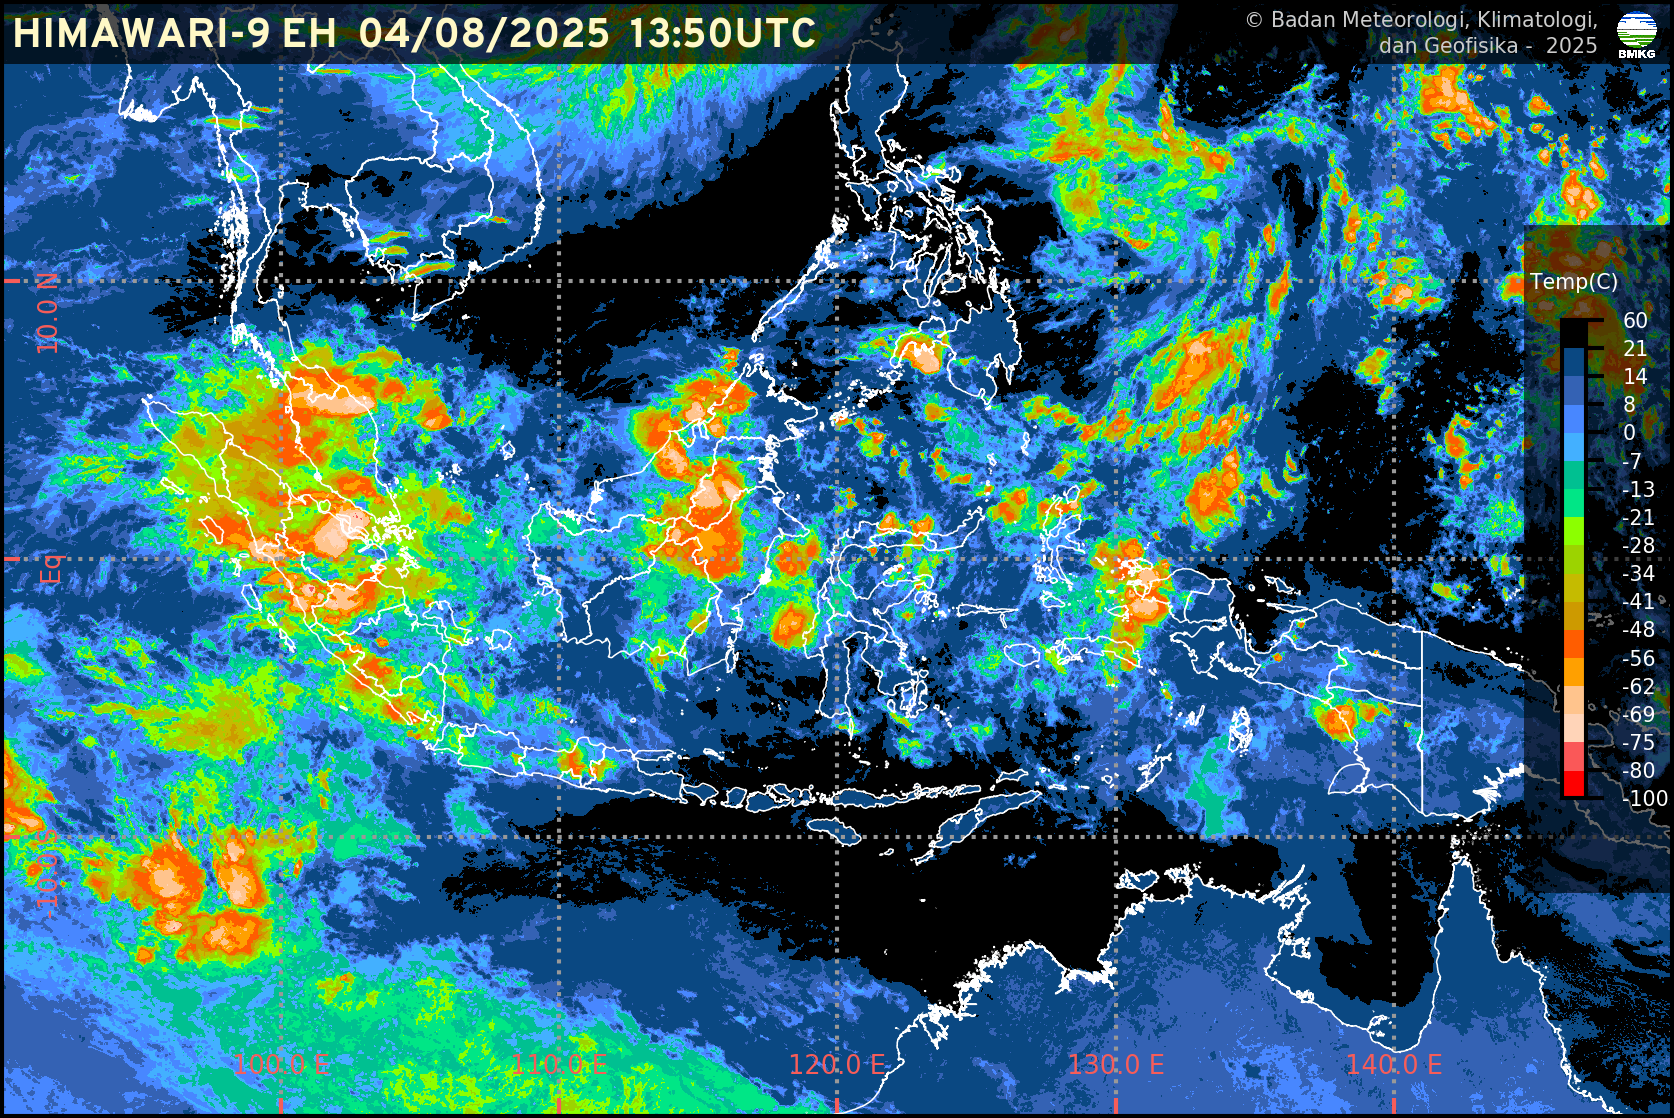 HIMAWARI-9 EH 04/08/2025 13:50UTC
© Badan Meteorologi, Klimatologi,
dan Geofisika - 2025
BMKG
10.0 N
Eq
-10.0 S
Temp(C)
60
21
14
8
0
-7
-13
-21
-28
-34
-41
-48
-56
-62
-69
-75
-80
-100
100.0 E
110.0 E
120.0 E
130.0 E
140.0 E